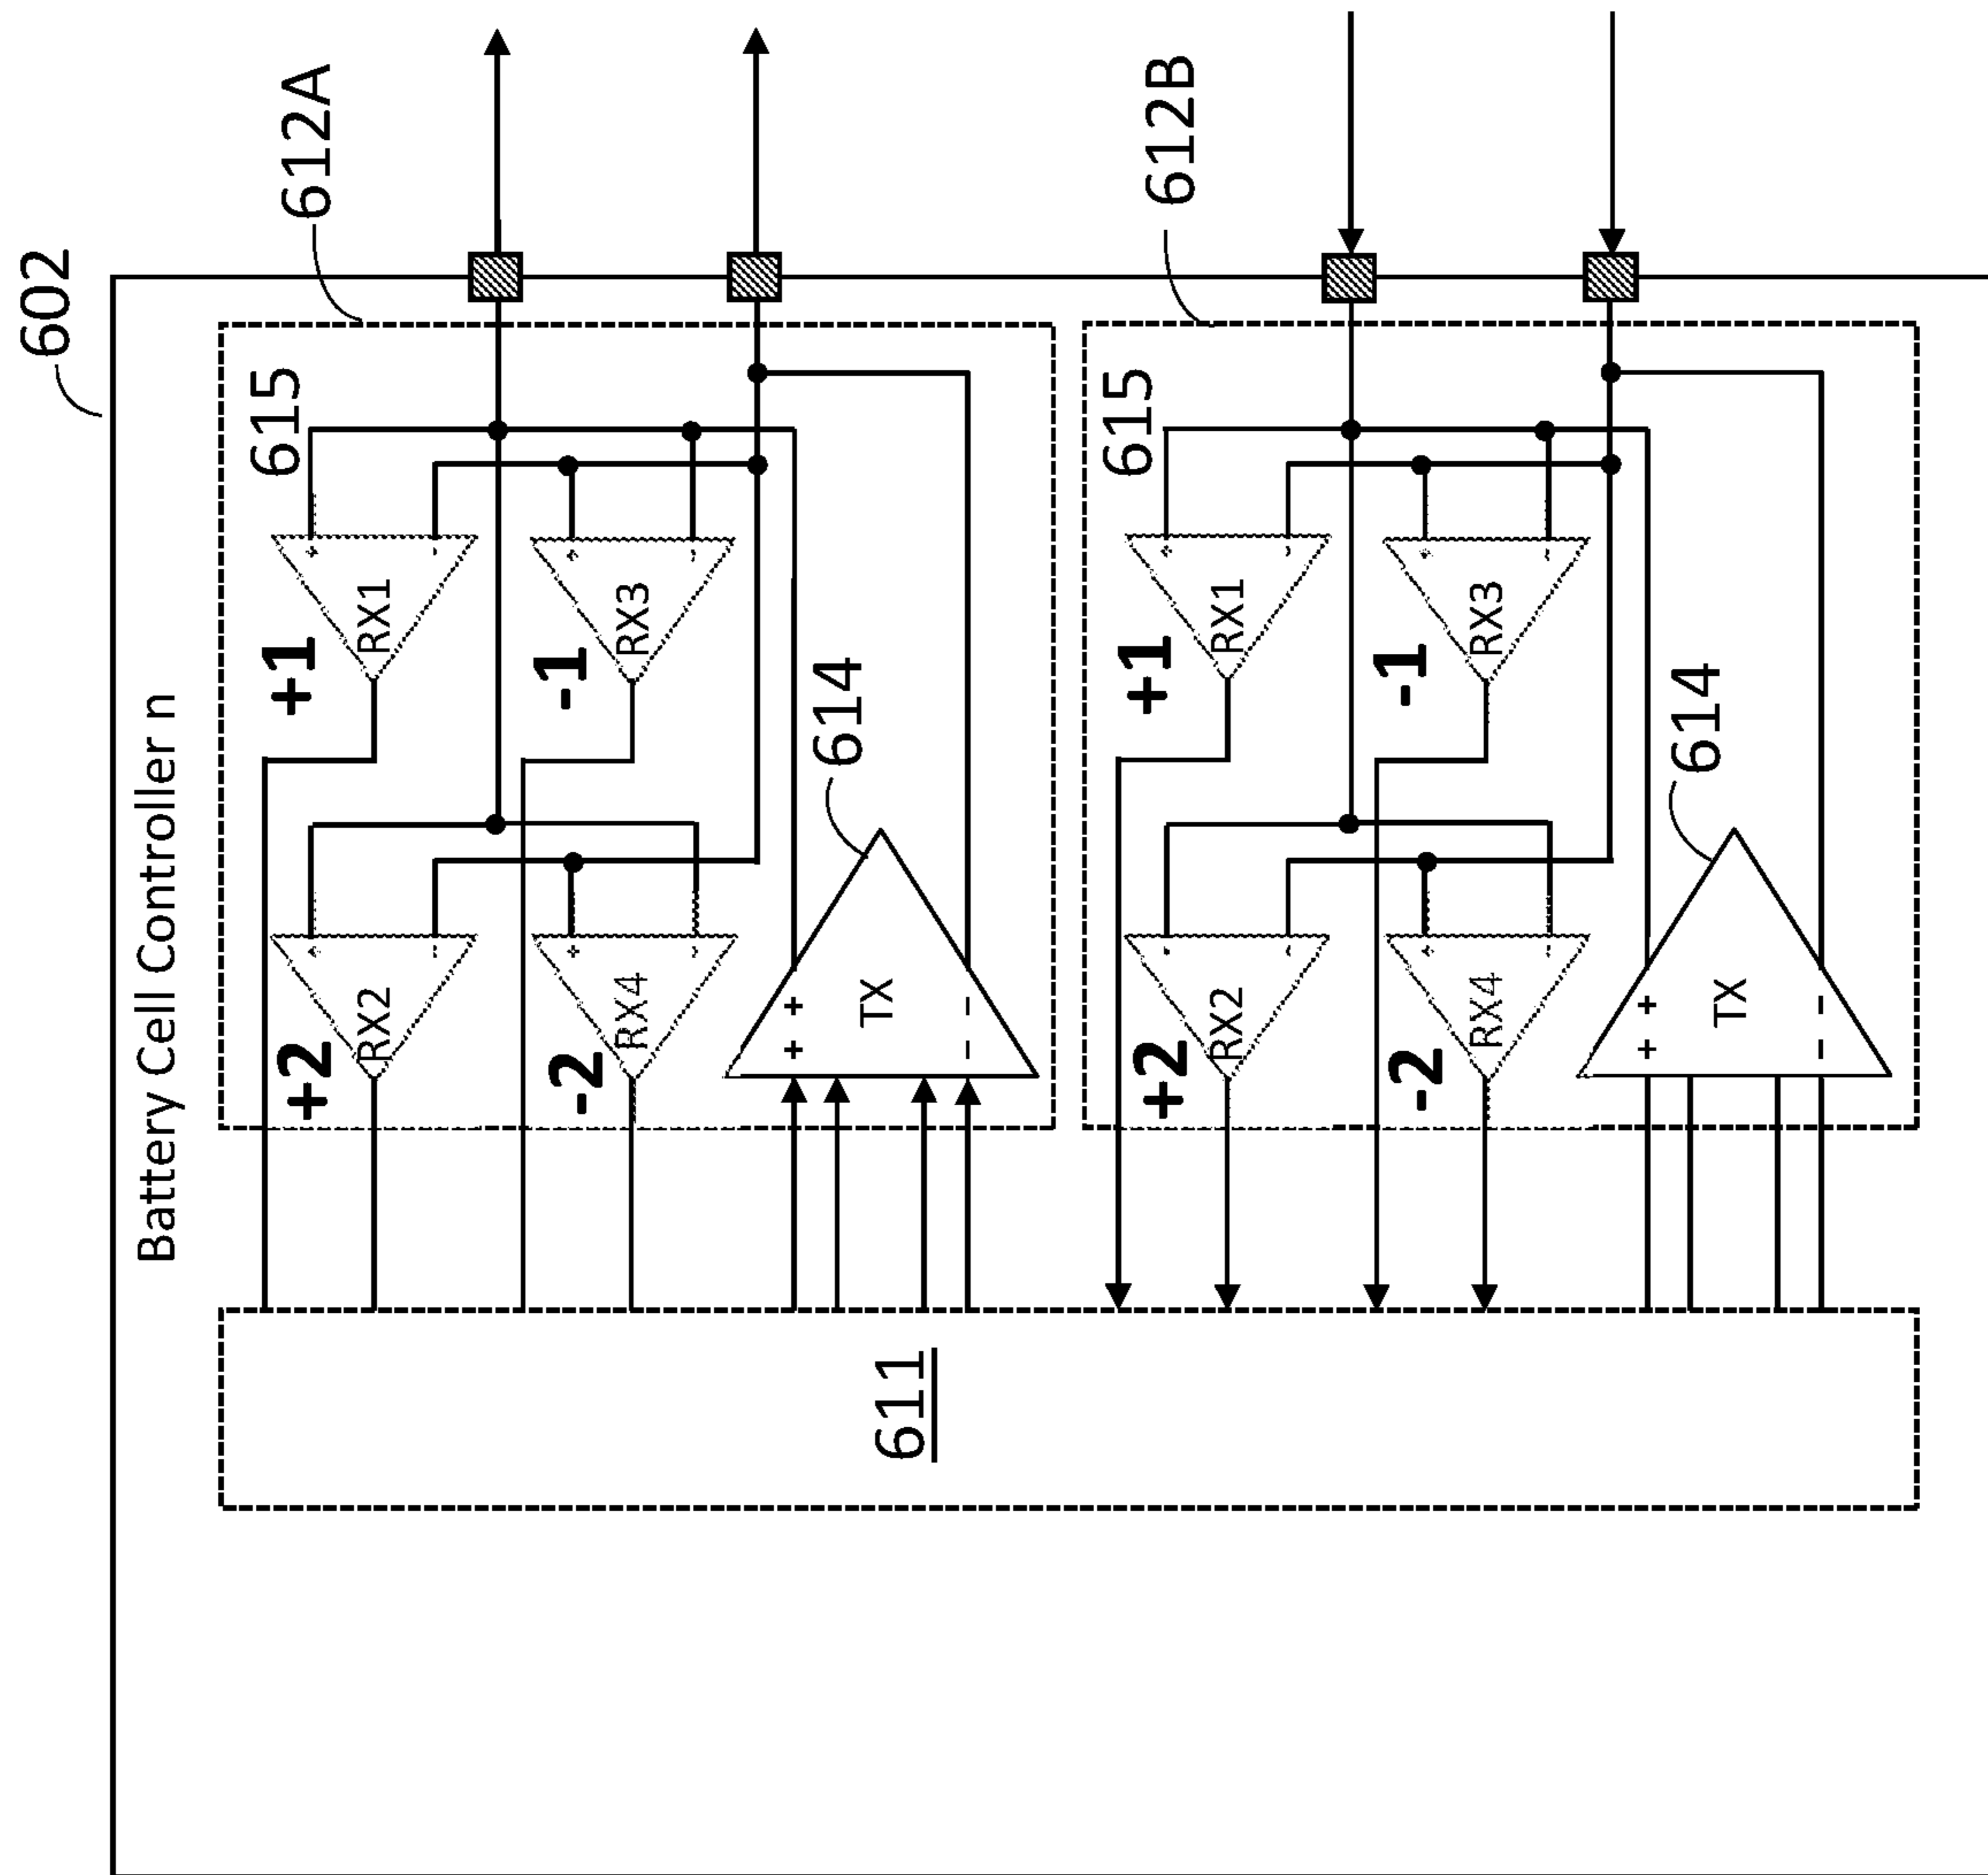 602
Battery Cell Controller n
612A
615
+1
RX1
-1
RX3
+2
RX2
-2
RX4
614
+ +
TX
- -
612B
615
+1
RX1
-1
RX3
+2
RX2
-2
RX4
614
+ +
TX
- -
611